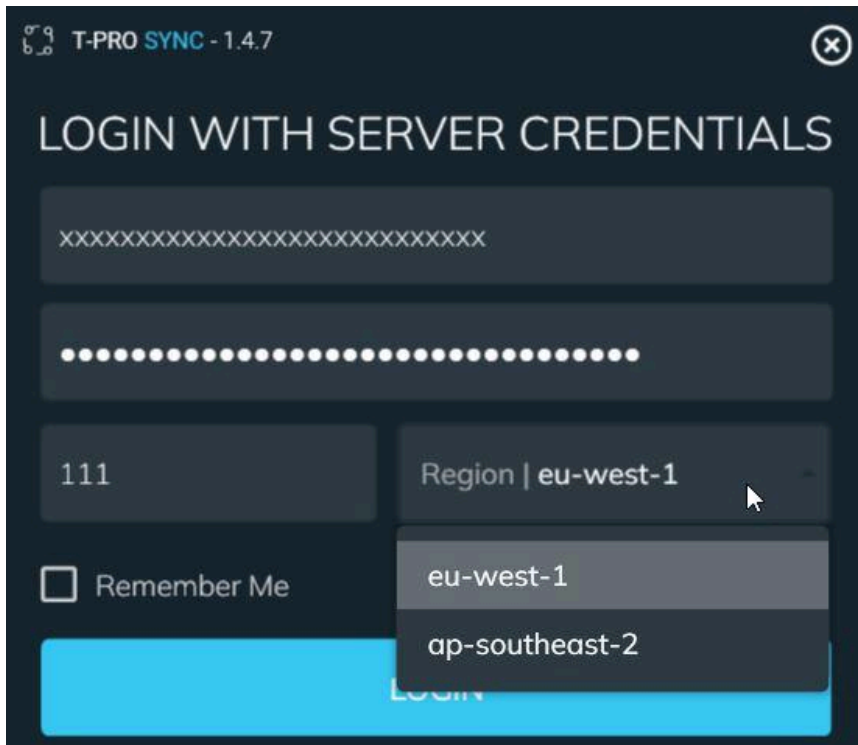 T-PRO SYNC - 1.4.7
LOGIN WITH SERVER CREDENTIALS
xxxxxxxxxxxxxxxxxxxxxxxxxxxx
●●●●●●●●●●●●●●●●●●●●●●●●●●●●●●●●●
111
Region | eu-west-1
eu-west-1
Remember Me
ap-southeast-2
LOGIN